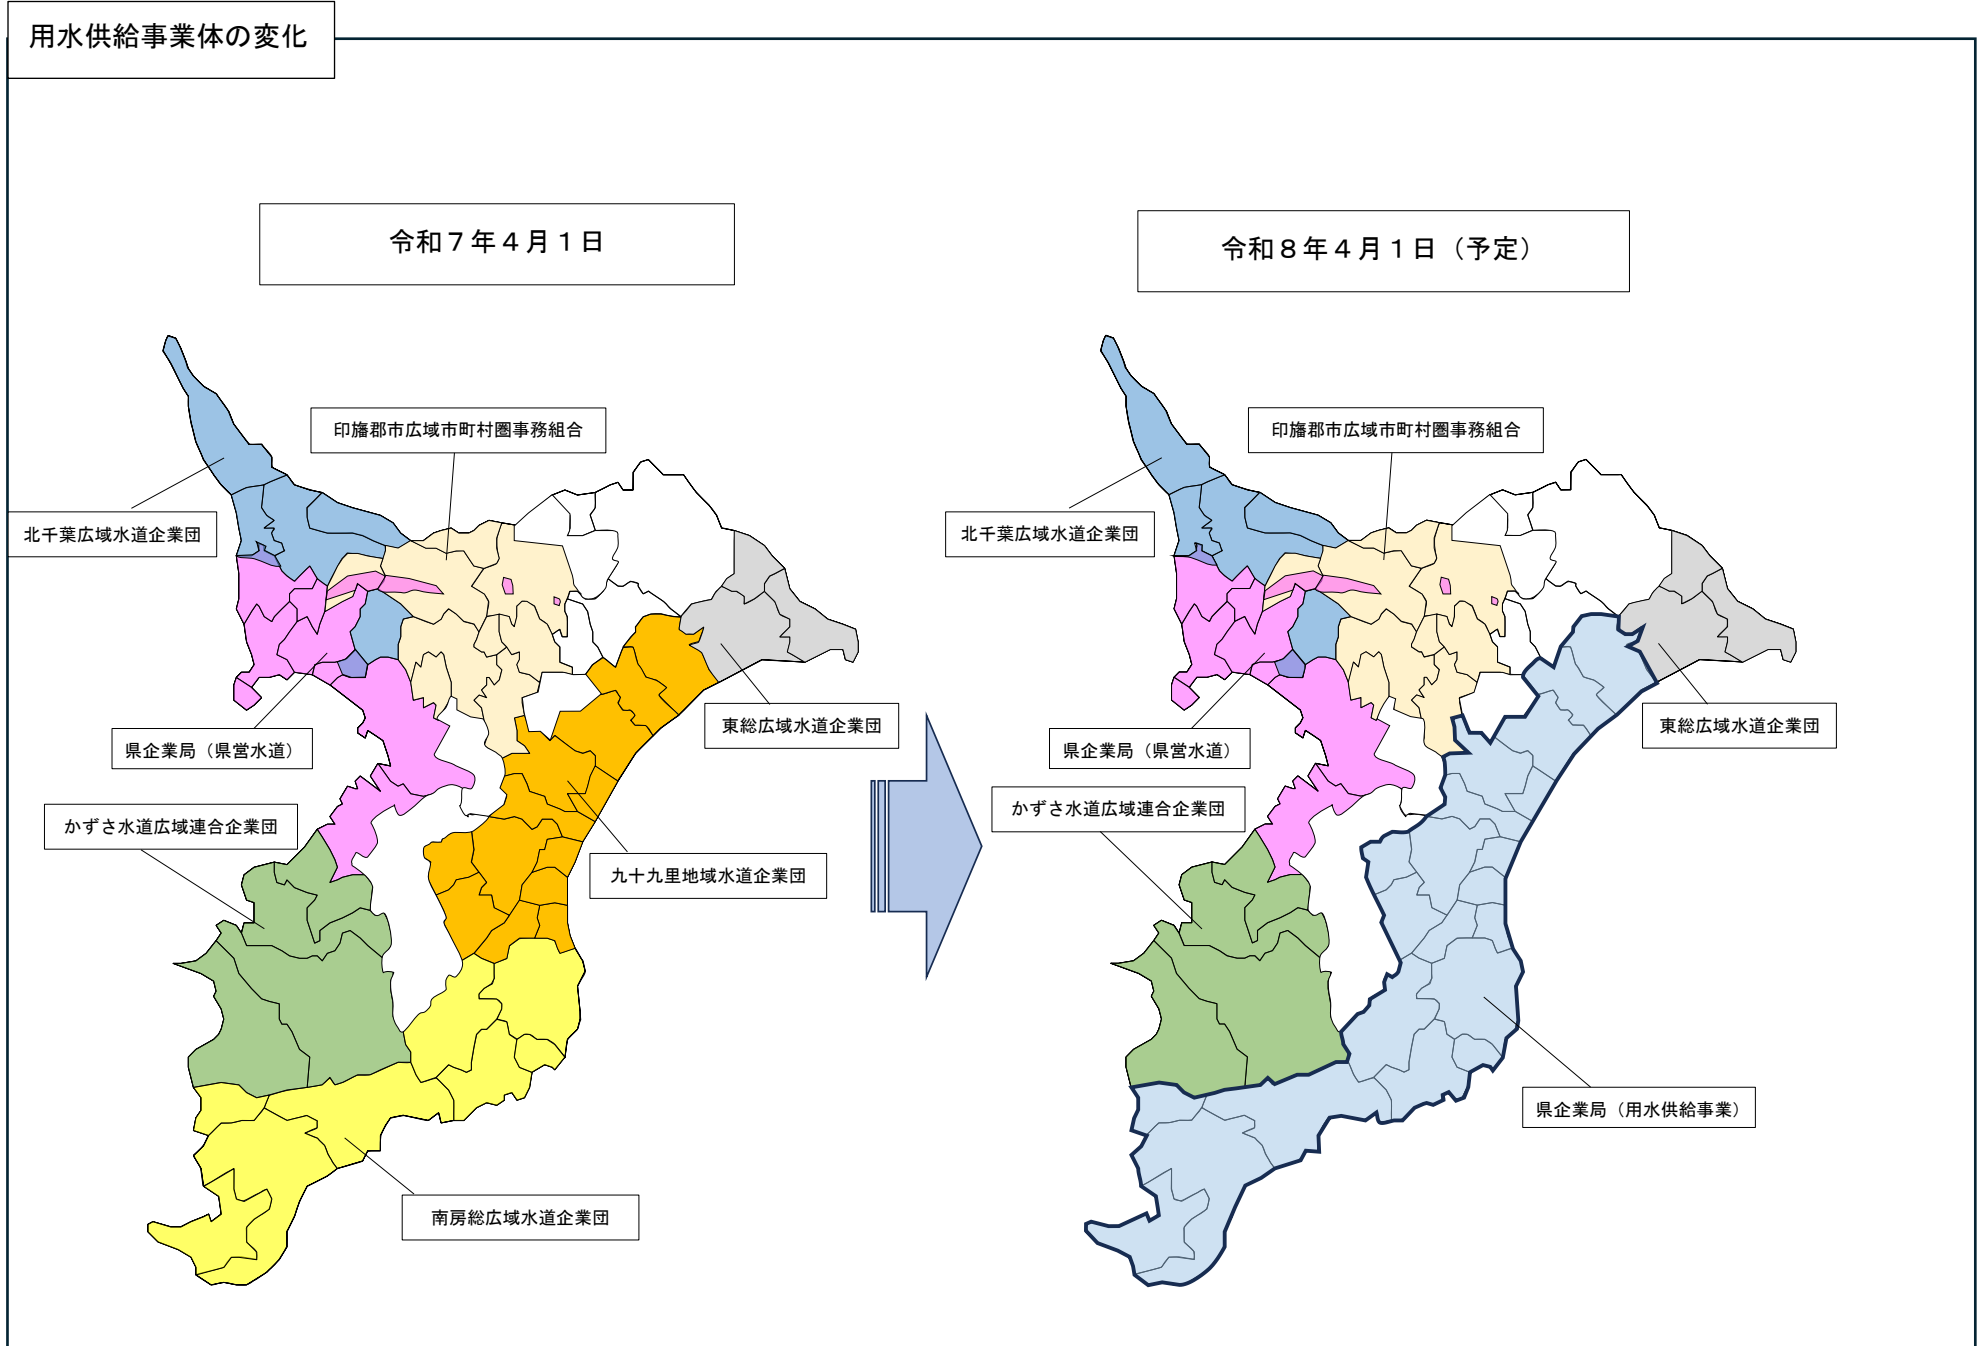 用水供給事業体の変化
令和７年４月１日
令和８年４月１日（予定）
印旛郡市広域市町村圏事務組合
北千葉広域水道企業団
東総広域水道企業団
県企業局（県営水道）
かずさ水道広域連合企業団
九十九里地域水道企業団
南房総広域水道企業団
印旛郡市広域市町村圏事務組合
北千葉広域水道企業団
東総広域水道企業団
県企業局（県営水道）
かずさ水道広域連合企業団
県企業局（用水供給事業）